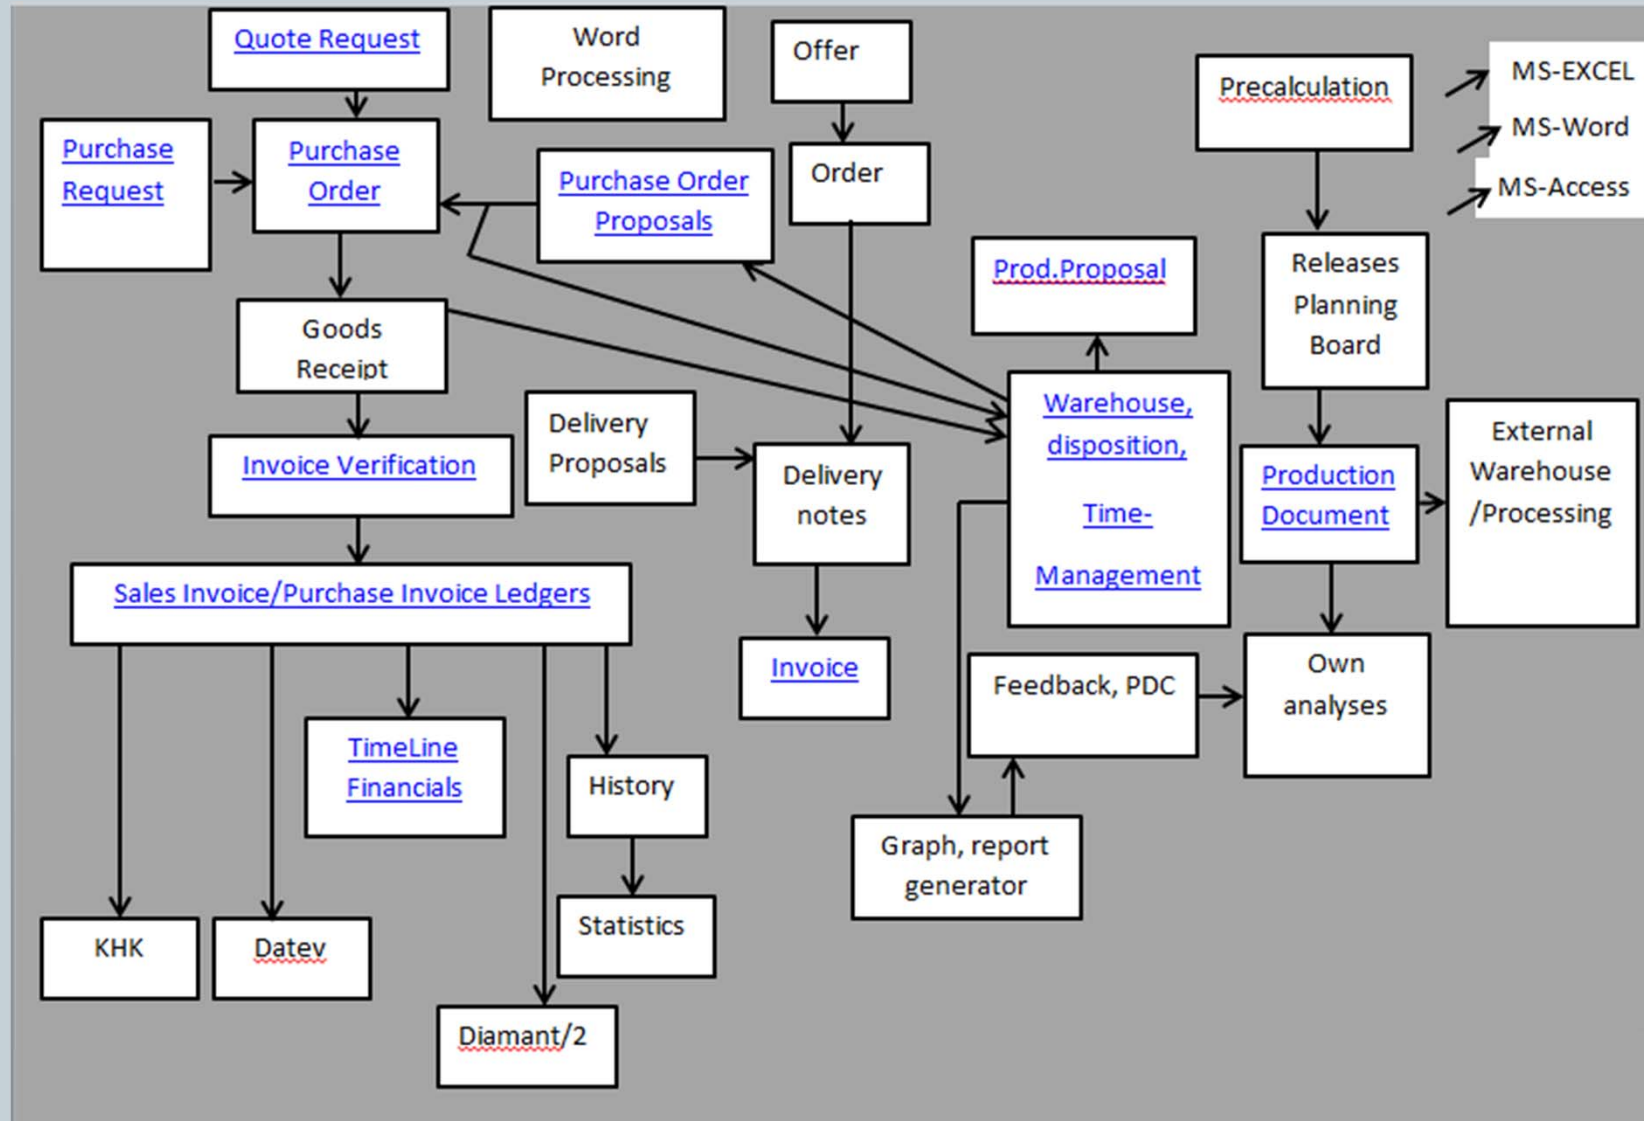 Quote Request
Word
Processing
Offer
Precalculation
MS-EXCEL
MS-Word
MS-Access
Purchase
Request
Purchase
Order
Purchase Order
Proposals
Order
Prod.Proposal
Releases
Planning
Board
Goods
Receipt
Delivery
Proposals
Delivery
notes
Warehouse,
disposition,
Time-
Management
Production
Document
External
Warehouse
/Processing
Invoice Verification
Sales Invoice/Purchase Invoice Ledgers
Invoice
Feedback, PDC
Own
analyses
TimeLine
Financials
History
Graph, report
generator
Statistics
KHK
Datev
Diamant/2